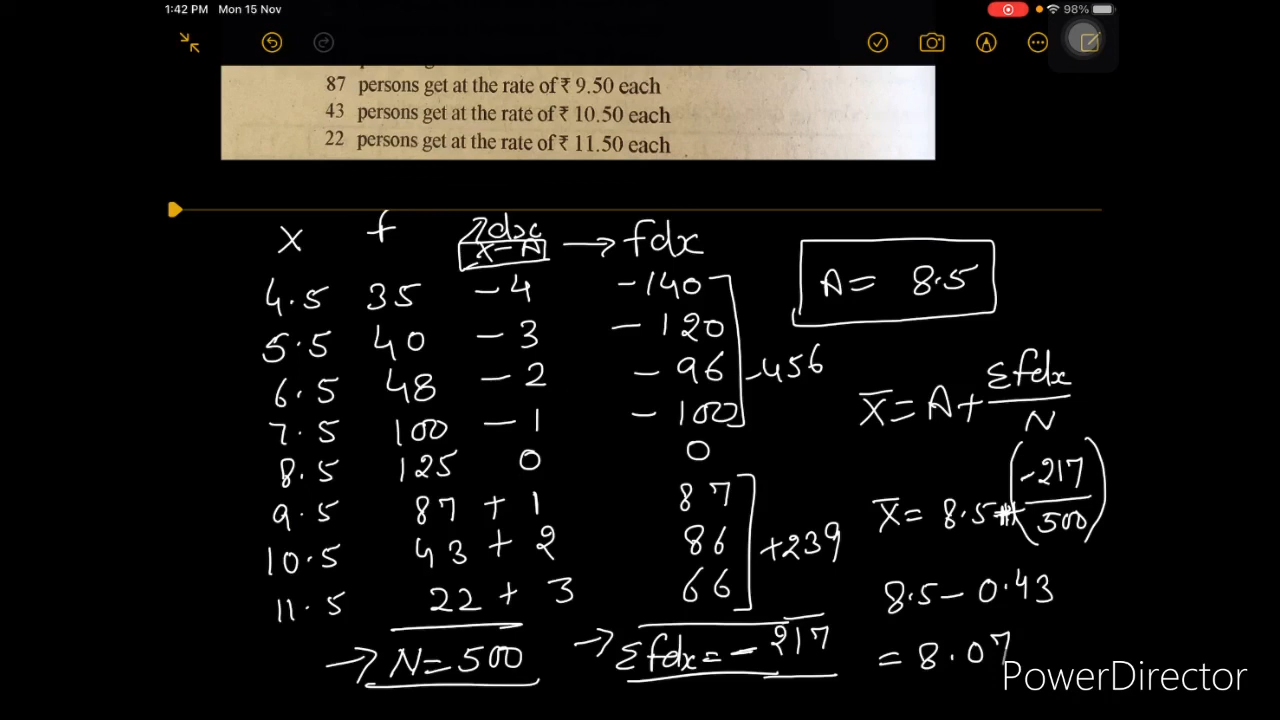 1:42 PM Mon 15 Nov
98%
87 persons get at the rate of ₹ 9.50 each
43 persons get at the rate of ₹ 10.50 each
22 persons get at the rate of ₹ 11.50 each
X f dx fdx
X - A →
A = 8.5
4.5 35 - 4 - 140
5.5 40 - 3 - 120
6.5 48 - 2 - 96
7.5 100 - 1 - 100
- 456
8.5 125 0 0
9.5 87 + 1 87
10.5 43 + 2 86
11.5 22 + 3 66
+ 239
→ N = 500
→ Σfdx = - 217
X̄ = A + Σfdx / N
X̄ = 8.5 + (-217 / 500)
8.5 - 0.43
= 8.07
PowerDirector